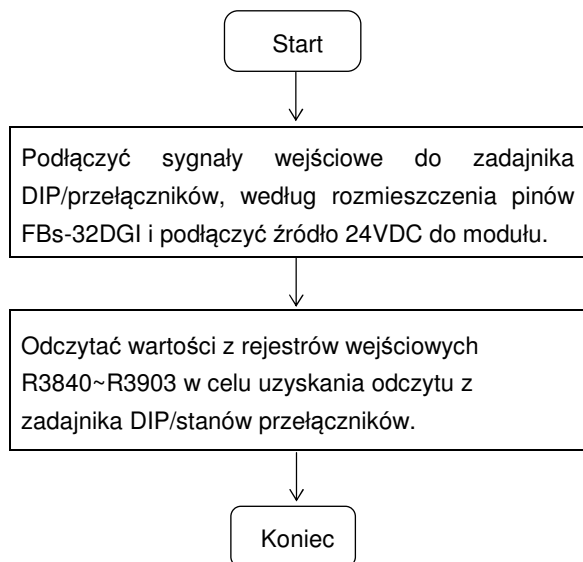 Start
Podłączyć sygnały wejściowe do zadajnika
DIP/przełączników, według rozmieszczenia pinów
FBs-32DGI i podłączyć źródło 24VDC do modułu.
Odczytać wartości z rejestrów wejściowych
R3840~R3903 w celu uzyskania odczytu z
zadajnika DIP/stanów przełączników.
Koniec